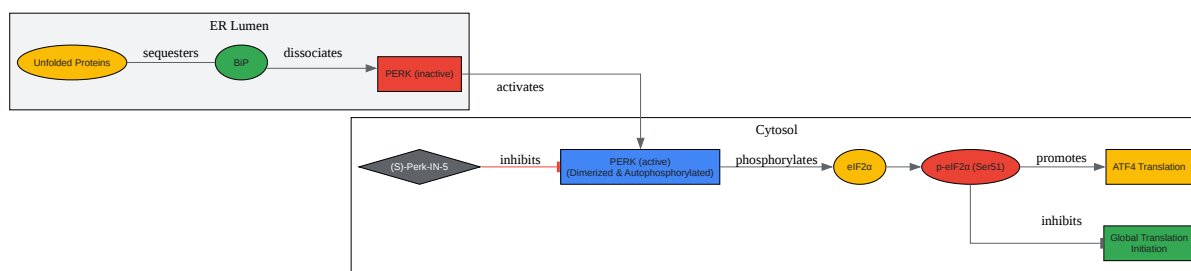 ER Lumen
Unfolded Proteins
sequesters
BiP
dissociates
PERK (inactive)
activates
Cytosol
(S)-Perk-IN-5
inhibits
PERK (active)
(Dimerized & Autophosphorylated)
phosphorylates
eIF2α
p-eIF2α (Ser51)
promotes
ATF4 Translation
inhibits
Global Translation
Initiation